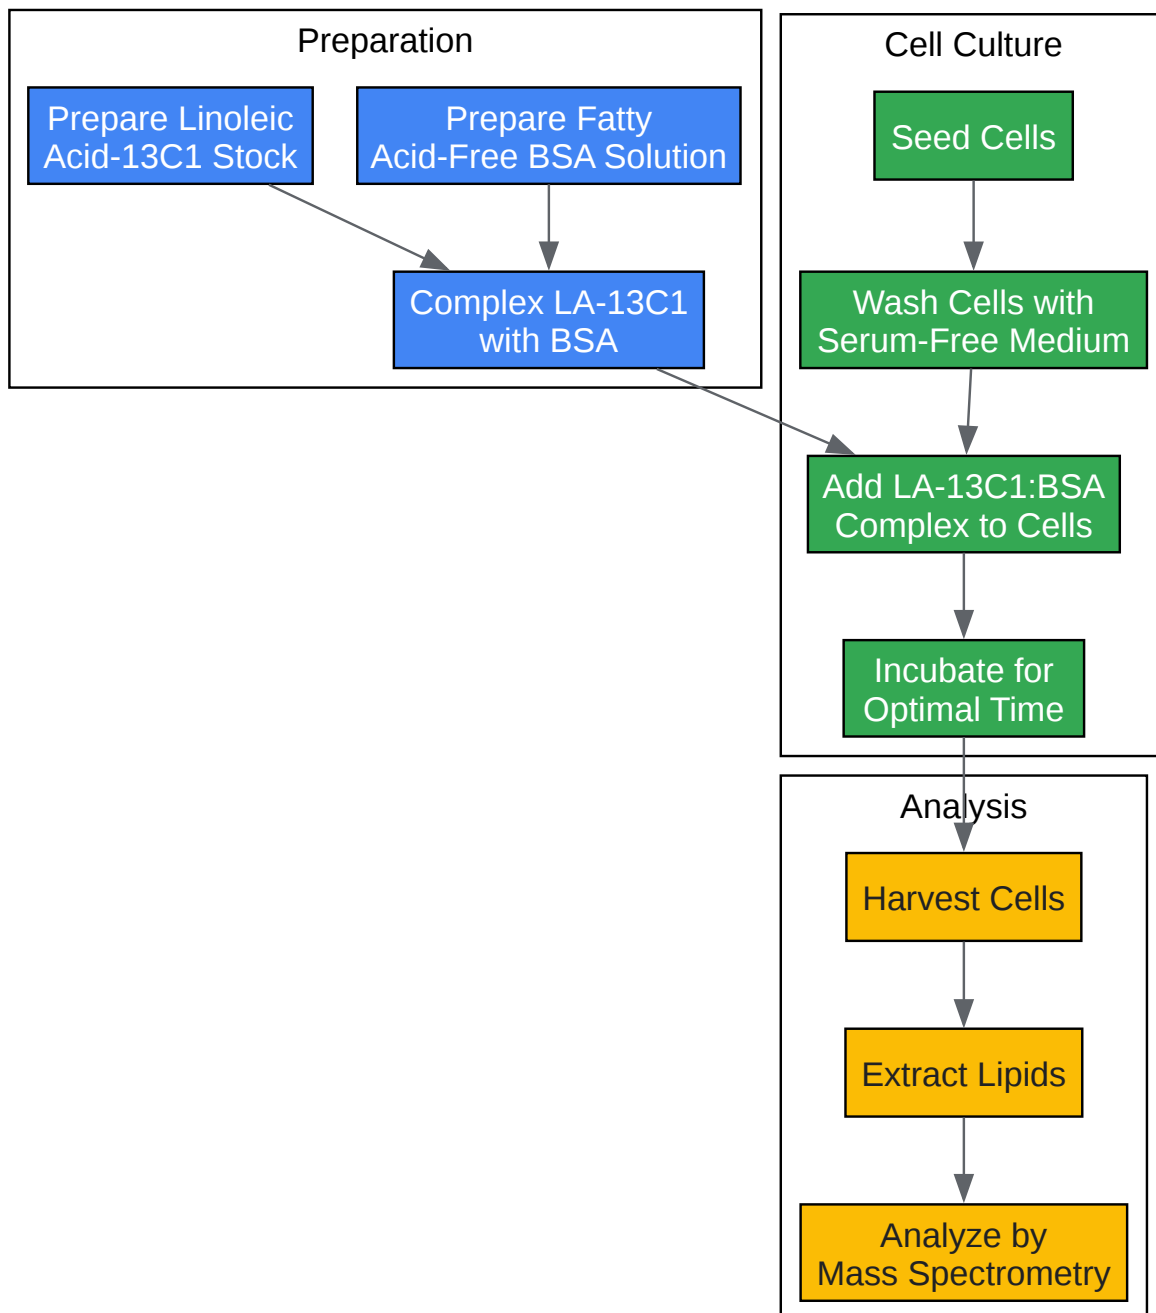 Preparation
Prepare Linoleic
Acid-13C1 Stock
Prepare Fatty
Acid-Free BSA Solution
Complex LA-13C1
with BSA
Cell Culture
Seed Cells
Wash Cells with
Serum-Free Medium
Add LA-13C1:BSA
Complex to Cells
Incubate for
Optimal Time
Analysis
Harvest Cells
Extract Lipids
Analyze by
Mass Spectrometry